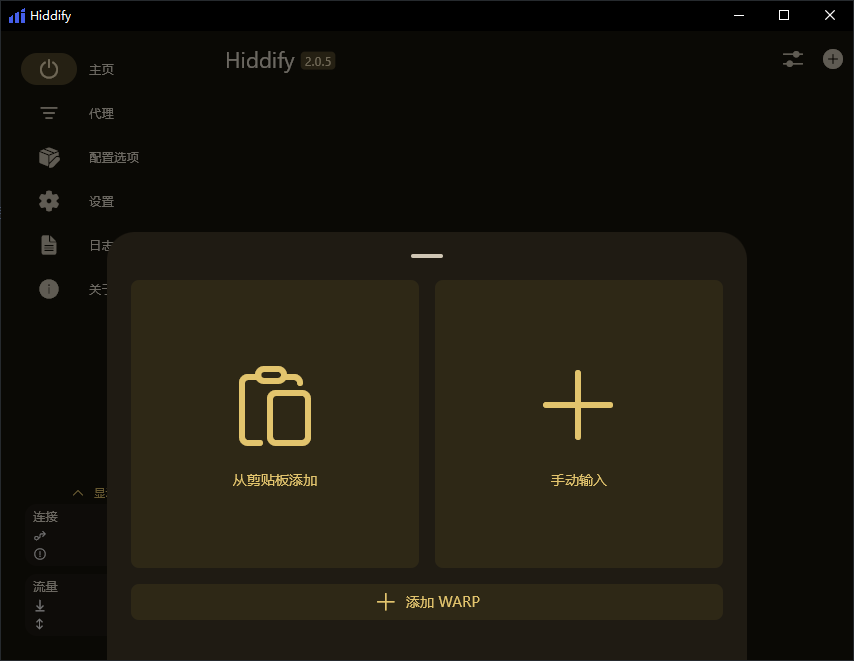 Hiddify
主页
Hiddify 2.0.5
代理
配置选项
设置
日志
关于
从剪贴板添加
手动输入
连接
流量
添加 WARP